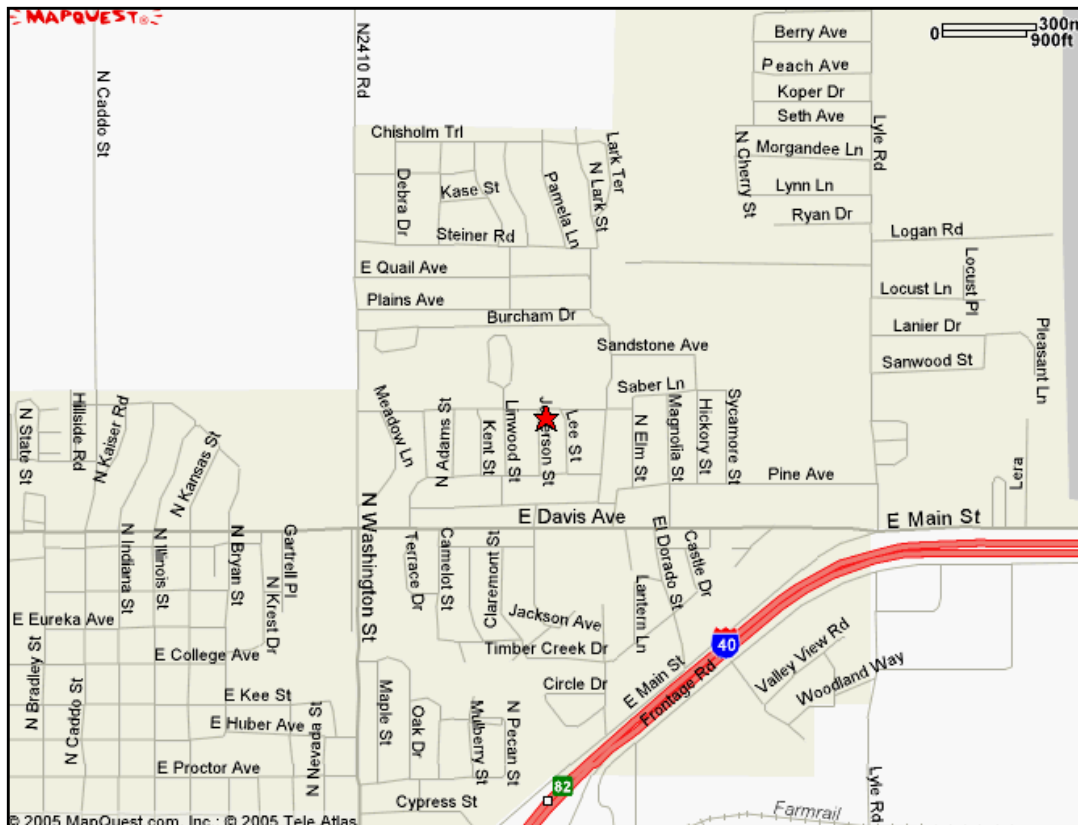 MAPQUEST
300m
0
900ft
Berry Ave
Peach Ave
Koper Dr
Seth Ave
Morgandee Ln
Lynn Ln
Ryan Dr
N Cherry St
Lyle Rd
N Caddo St
N2410 Rd
Chisholm Trl
Lark Ter
N Lark St
Pamela Ln
Kase St
Debra Dr
Steiner Rd
Logan Rd
E Quail Ave
Plains Ave
Burcham Dr
Locust Ln
Locust Pl
Lanier Dr
Sanwood St
Pleasant Ln
Sandstone Ave
Saber Ln
Meadow Ln
N Adams St
Kent St
Linwood St
Lee St
N Elm St
Magnolia St
Hickory St
Sycamore St
Pine Ave
Lera
N State St
Hillside Rd
N Kaiser Rd
N Kansas St
E Davis Ave
E Main St
N Washington St
N Indiana St
N Illinois St
N Bryan St
Gartrell Pl
N Krest Dr
Terrace Dr
Camelot St
Claremont St
El Dorado St
Castle Dr
Lantern Ln
Jackson Ave
Timber Creek Dr
E Eureka Ave
E College Ave
40
Valley View Rd
Woodland Way
Circle Dr
E Main St
Frontage Rd
N Bradley St
N Caddo St
E Kee St
E Huber Ave
N Nevada St
E Proctor Ave
Maple St
Oak Dr
Mulberry St
N Pecan St
82
Cypress St
Lyle Rd
Farmrail
© 2005 MapQuest.com, Inc.; © 2005 Tele Atlas